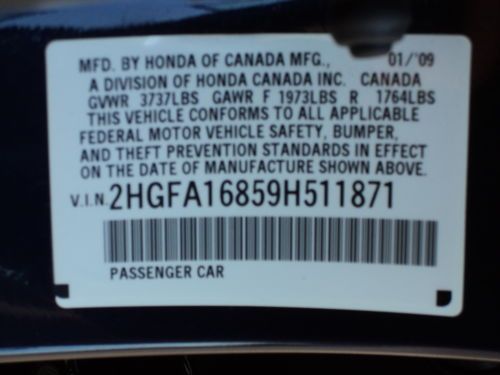 MFD. BY HONDA OF CANADA MFG., 01/'09
A DIVISION OF HONDA CANADA INC. CANADA
GVWR 3737LBS GAWR F 1973LBS R 1764LBS
THIS VEHICLE CONFORMS TO ALL APPLICABLE
FEDERAL MOTOR VEHICLE SAFETY, BUMPER,
AND THEFT PREVENTION STANDARDS IN EFFECT
ON THE DATE OF MANUFACTURE SHOWN ABOVE.
V.I.N. 2HGFA16859H511871
PASSENGER CAR